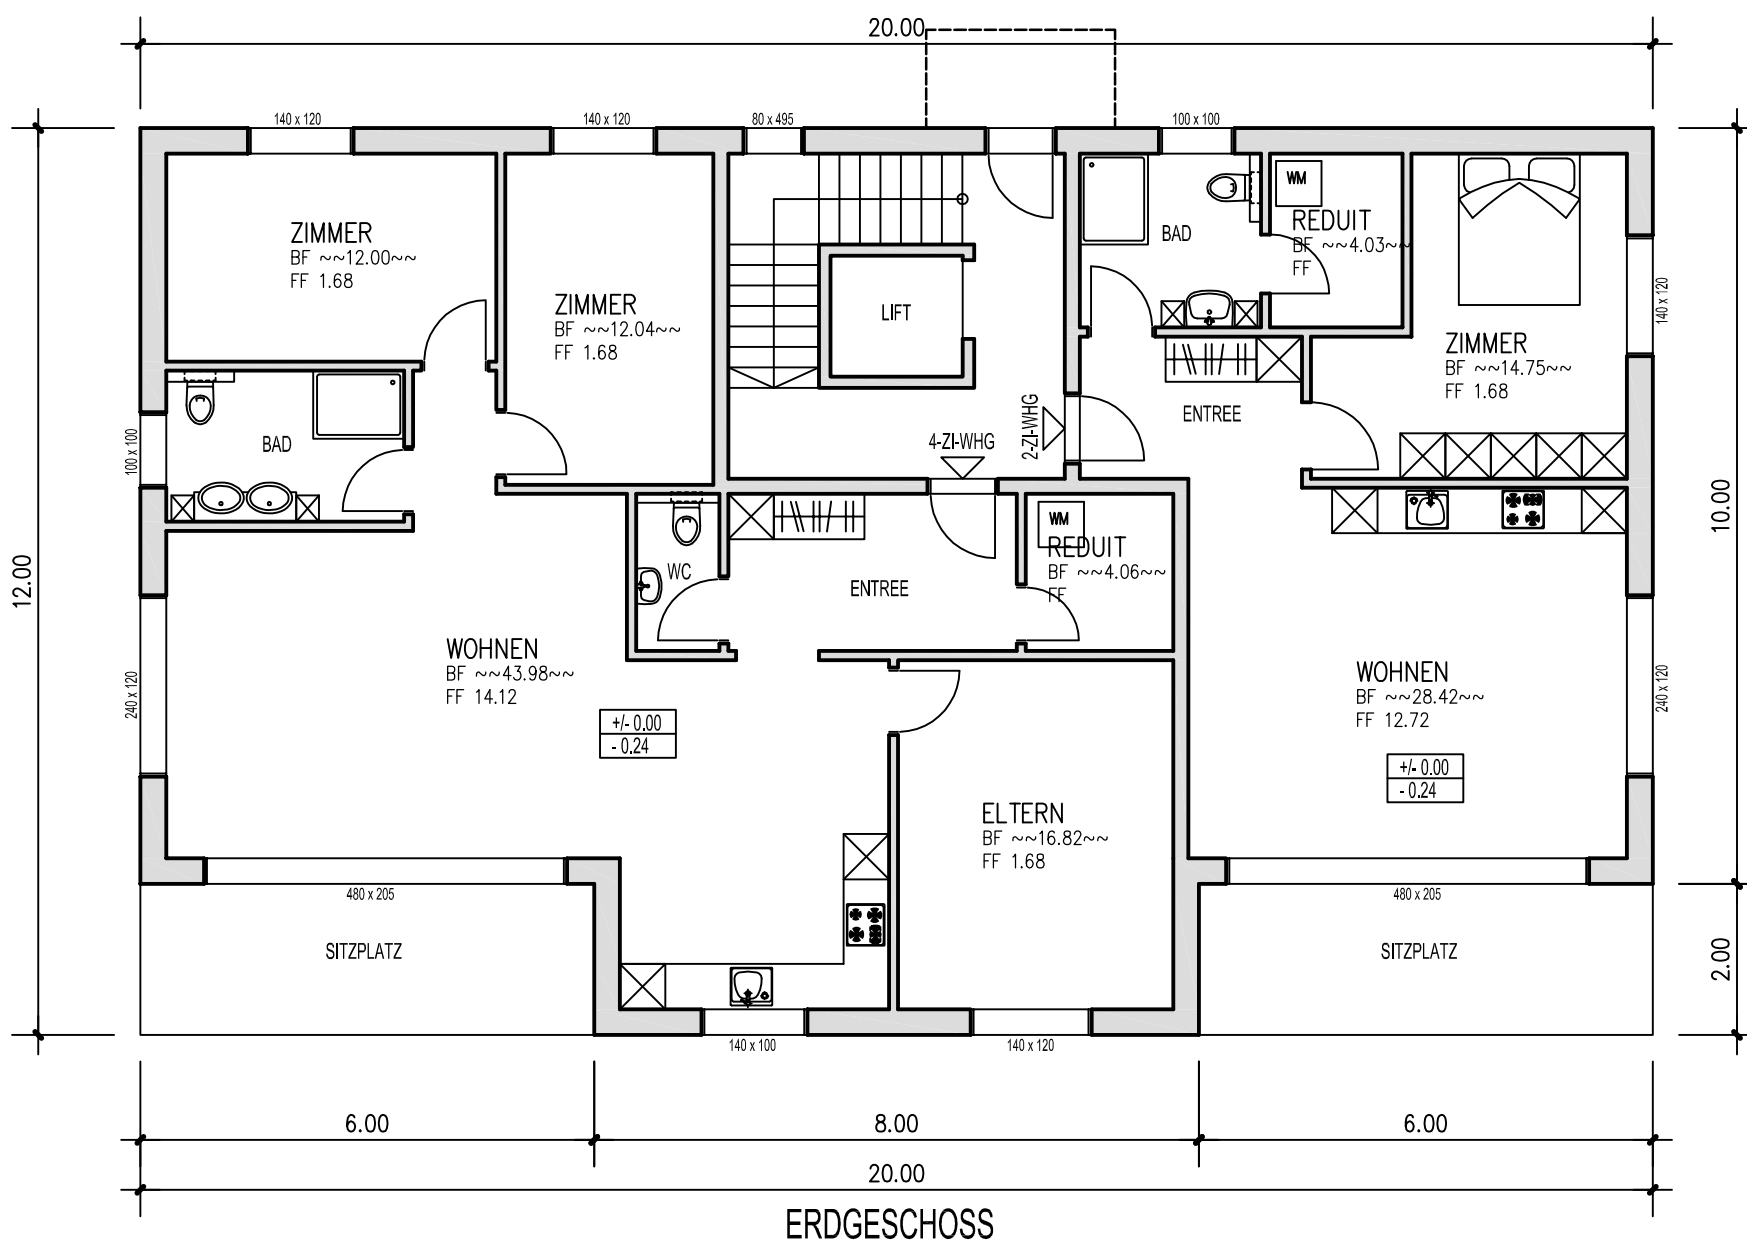 20.00
140 x 120
140 x 120
80 x 495
100 x 100
ZIMMER
BF ~~12.00~~
FF 1.68
ZIMMER
BF ~~12.04~~
FF 1.68
LIFT
BAD
WM
REDUIT
BF ~~4.03~~
FF
ZIMMER
BF ~~14.75~~
FF 1.68
140 x 120
BAD
100 x 100
4-ZI-WHG
2-ZI-WHG
ENTREE
12.00
10.00
WC
ENTREE
WM
REDUIT
BF ~~4.06~~
FF
WOHNEN
BF ~~43.98~~
FF 14.12
+/- 0.00
- 0.24
240 x 120
WOHNEN
BF ~~28.42~~
FF 12.72
+/- 0.00
- 0.24
240 x 120
ELTERN
BF ~~16.82~~
FF 1.68
480 x 205
SITZPLATZ
480 x 205
SITZPLATZ
2.00
140 x 100
140 x 120
6.00
8.00
6.00
20.00
ERDGESCHOSS